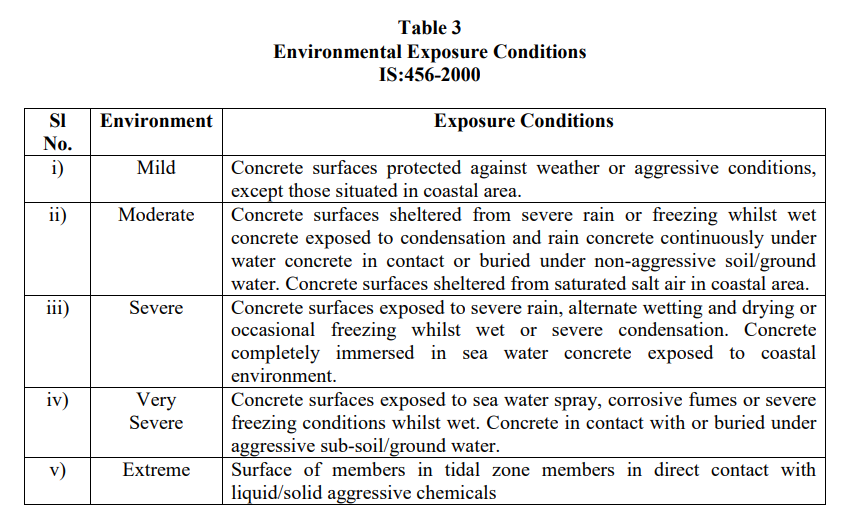 Table 3
Environmental Exposure Conditions
IS:456-2000
Sl No. Environment Exposure Conditions
i) Mild Concrete surfaces protected against weather or aggressive conditions,
except those situated in coastal area.
ii) Moderate Concrete surfaces sheltered from severe rain or freezing whilst wet
concrete exposed to condensation and rain concrete continuously under
water concrete in contact or buried under non-aggressive soil/ground
water. Concrete surfaces sheltered from saturated salt air in coastal area.
iii) Severe Concrete surfaces exposed to severe rain, alternate wetting and drying or
occasional freezing whilst wet or severe condensation. Concrete
completely immersed in sea water concrete exposed to coastal
environment.
iv) Very Severe Concrete surfaces exposed to sea water spray, corrosive fumes or severe
freezing conditions whilst wet. Concrete in contact with or buried under
aggressive sub-soil/ground water.
v) Extreme Surface of members in tidal zone members in direct contact with
liquid/solid aggressive chemicals